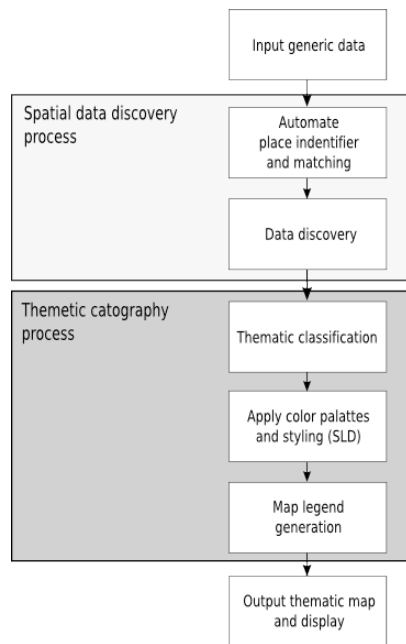 Input generic data
Spatial data discovery
process
Automate
place indentifier
and matching
Data discovery
Themetic catography
process
Thematic classification
Apply color palattes
and styling (SLD)
Map legend
generation
Output thematic map
and display